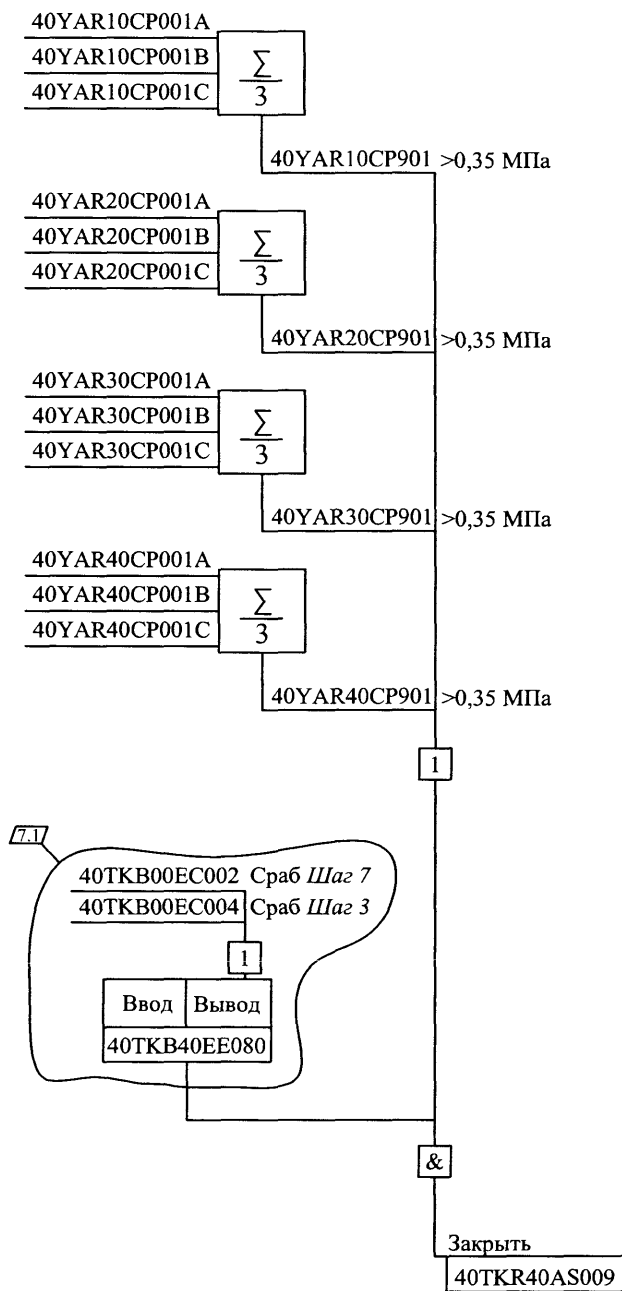 40YAR10CP001A
40YAR10CP001B
40YAR10CP001C
∑
3
40YAR10CP901 >0,35 МПа
40YAR20CP001A
40YAR20CP001B
40YAR20CP001C
∑
3
40YAR20CP901 >0,35 МПа
40YAR30CP001A
40YAR30CP001B
40YAR30CP001C
∑
3
40YAR30CP901 >0,35 МПа
40YAR40CP001A
40YAR40CP001B
40YAR40CP001C
∑
3
40YAR40CP901 >0,35 МПа
1
7.1
40TKB00EC002 Сраб Шаг 7
40TKB00EC004 Сраб Шаг 3
1
Ввод Вывод
40TKB40EE080
&
Закрыть
40TKR40AS009